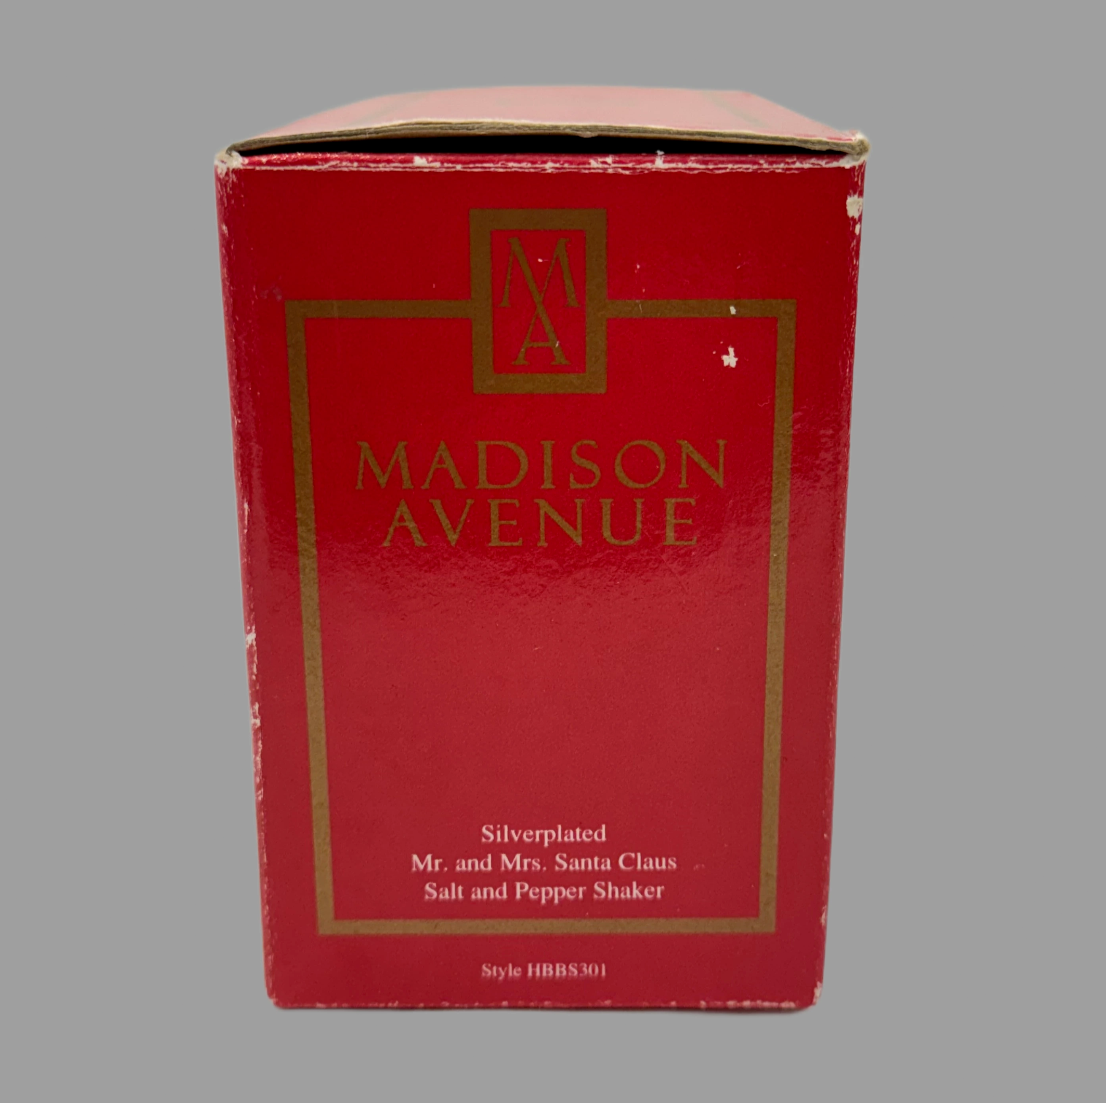 MA
MADISON
AVENUE
Silverplated
Mr. and Mrs. Santa Claus
Salt and Pepper Shaker
Style HBBS301